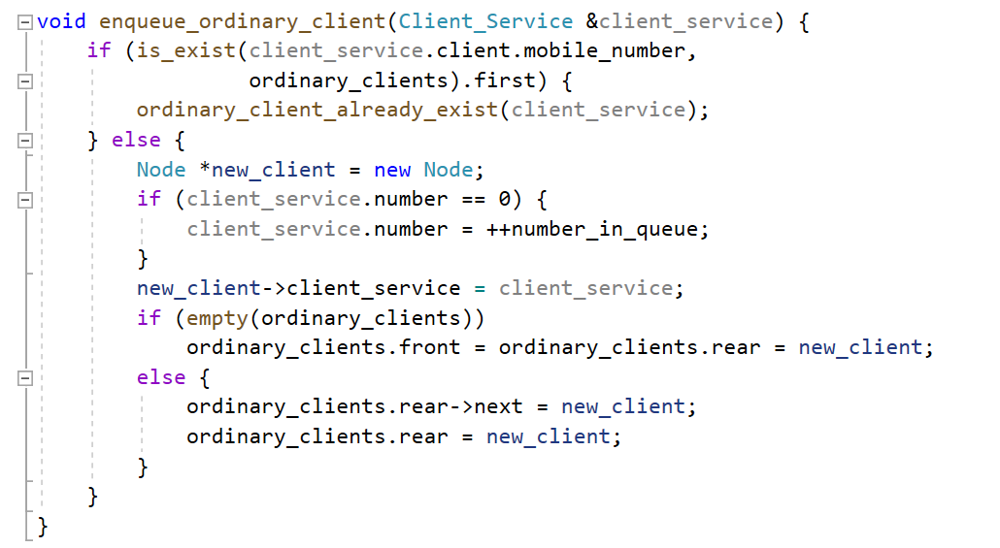 void enqueue_ordinary_client(Client_Service &client_service) {
    if (is_exist(client_service.client.mobile_number,
                 ordinary_clients).first) {
        ordinary_client_already_exist(client_service);
    } else {
        Node *new_client = new Node;
        if (client_service.number == 0) {
            client_service.number = ++number_in_queue;
        }
        new_client->client_service = client_service;
        if (empty(ordinary_clients))
            ordinary_clients.front = ordinary_clients.rear = new_client;
        else {
            ordinary_clients.rear->next = new_client;
            ordinary_clients.rear = new_client;
        }
    }
}